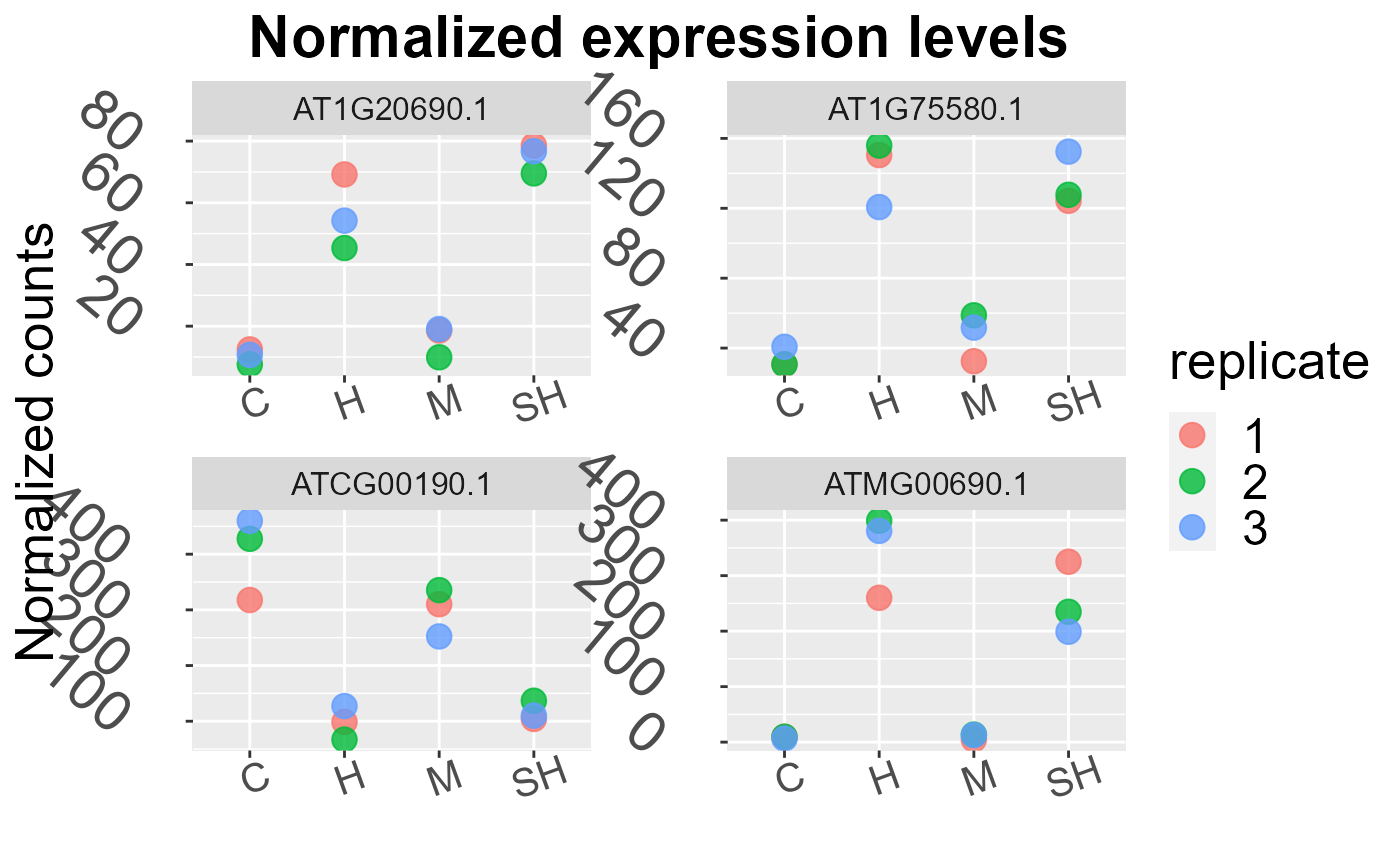 Normalized expression levels
Normalized counts
AT1G20690.1
80
60
40
20
C H M SH
AT1G75580.1
160
120
80
40
C H M SH
ATCG00190.1
400
300
200
100
C H M SH
ATMG00690.1
400
300
200
100
0
C H M SH
replicate
1
2
3